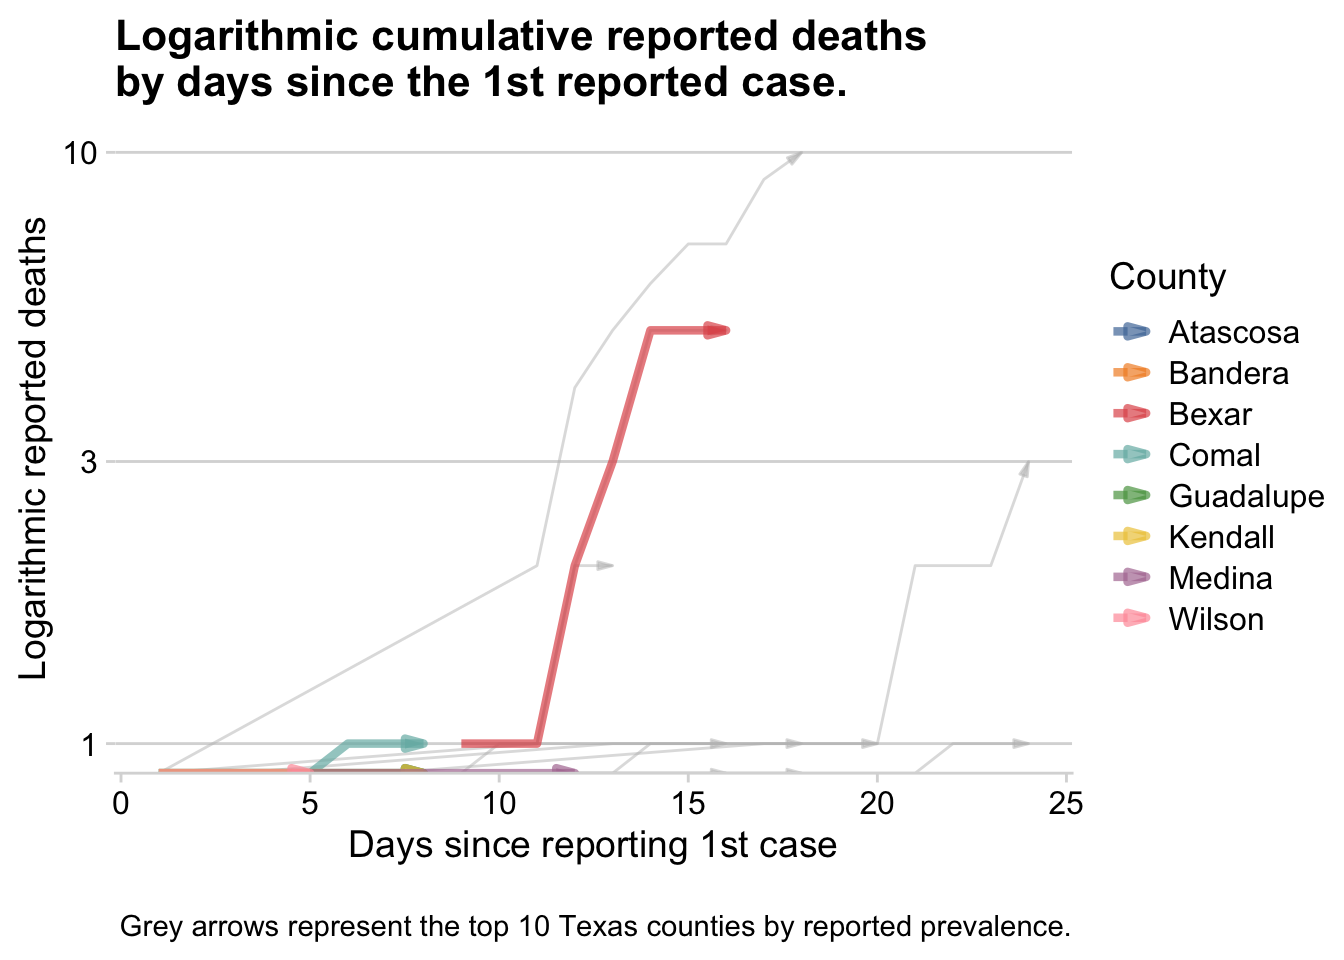 Logarithmic cumulative reported deaths
by days since the 1st reported case.
10
3
1
Logarithmic reported deaths
0 5 10 15 20 25
Days since reporting 1st case
County
Atascosa
Bandera
Bexar
Comal
Guadalupe
Kendall
Medina
Wilson
Grey arrows represent the top 10 Texas counties by reported prevalence.